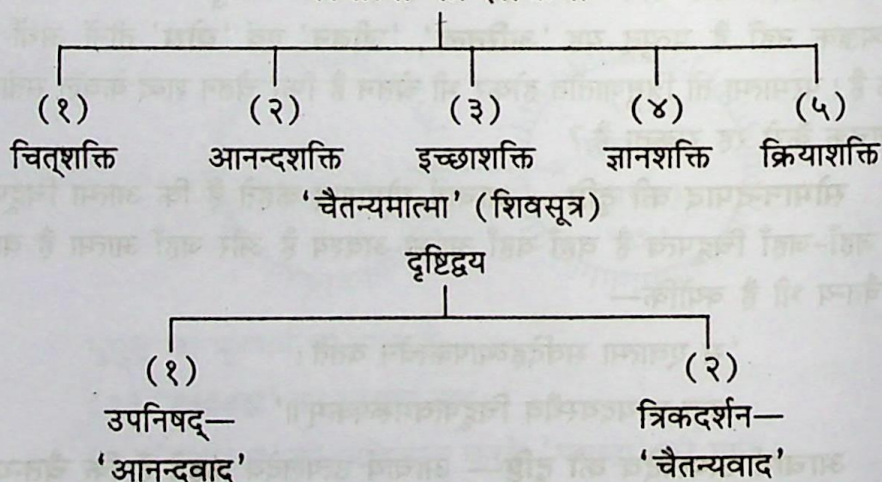 (१) (२) (३) (४) (५)
चित्‌शक्ति आनन्दशक्ति इच्छाशक्ति ज्ञानशक्ति क्रियाशक्ति
'चैतन्यमात्मा' (शिवसूत्र)
दृष्टिद्वय
(१) (२)
उपनिषद्— त्रिकदर्शन—
'आनन्दवाद' 'चैतन्यवाद'